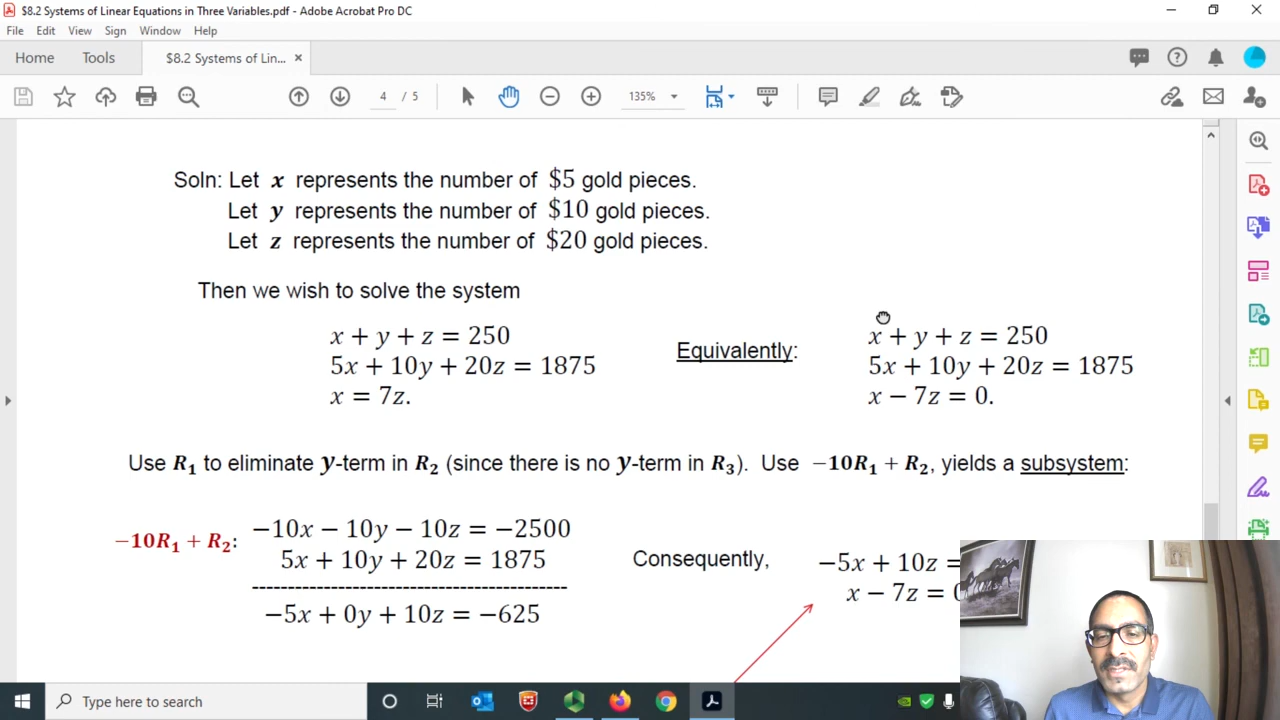 $8.2 Systems of Linear Equations in Three Variables.pdf - Adobe Acrobat Pro DC
File Edit View Sign Window Help
Home Tools $8.2 Systems of Lin... ×
4 / 5 135%
Soln: Let x represents the number of $5 gold pieces.
Let y represents the number of $10 gold pieces.
Let z represents the number of $20 gold pieces.
Then we wish to solve the system
x + y + z = 250
5x + 10y + 20z = 1875
x = 7z.
Equivalently:
x + y + z = 250
5x + 10y + 20z = 1875
x − 7z = 0.
Use R₁ to eliminate y-term in R₂ (since there is no y-term in R₃). Use −10R₁ + R₂, yields a subsystem:
−10R₁ + R₂:
−10x − 10y − 10z = −2500
5x + 10y + 20z = 1875
--------------------------------------------
−5x + 0y + 10z = −625
Consequently,
−5x + 10z =
x − 7z =
Type here to search